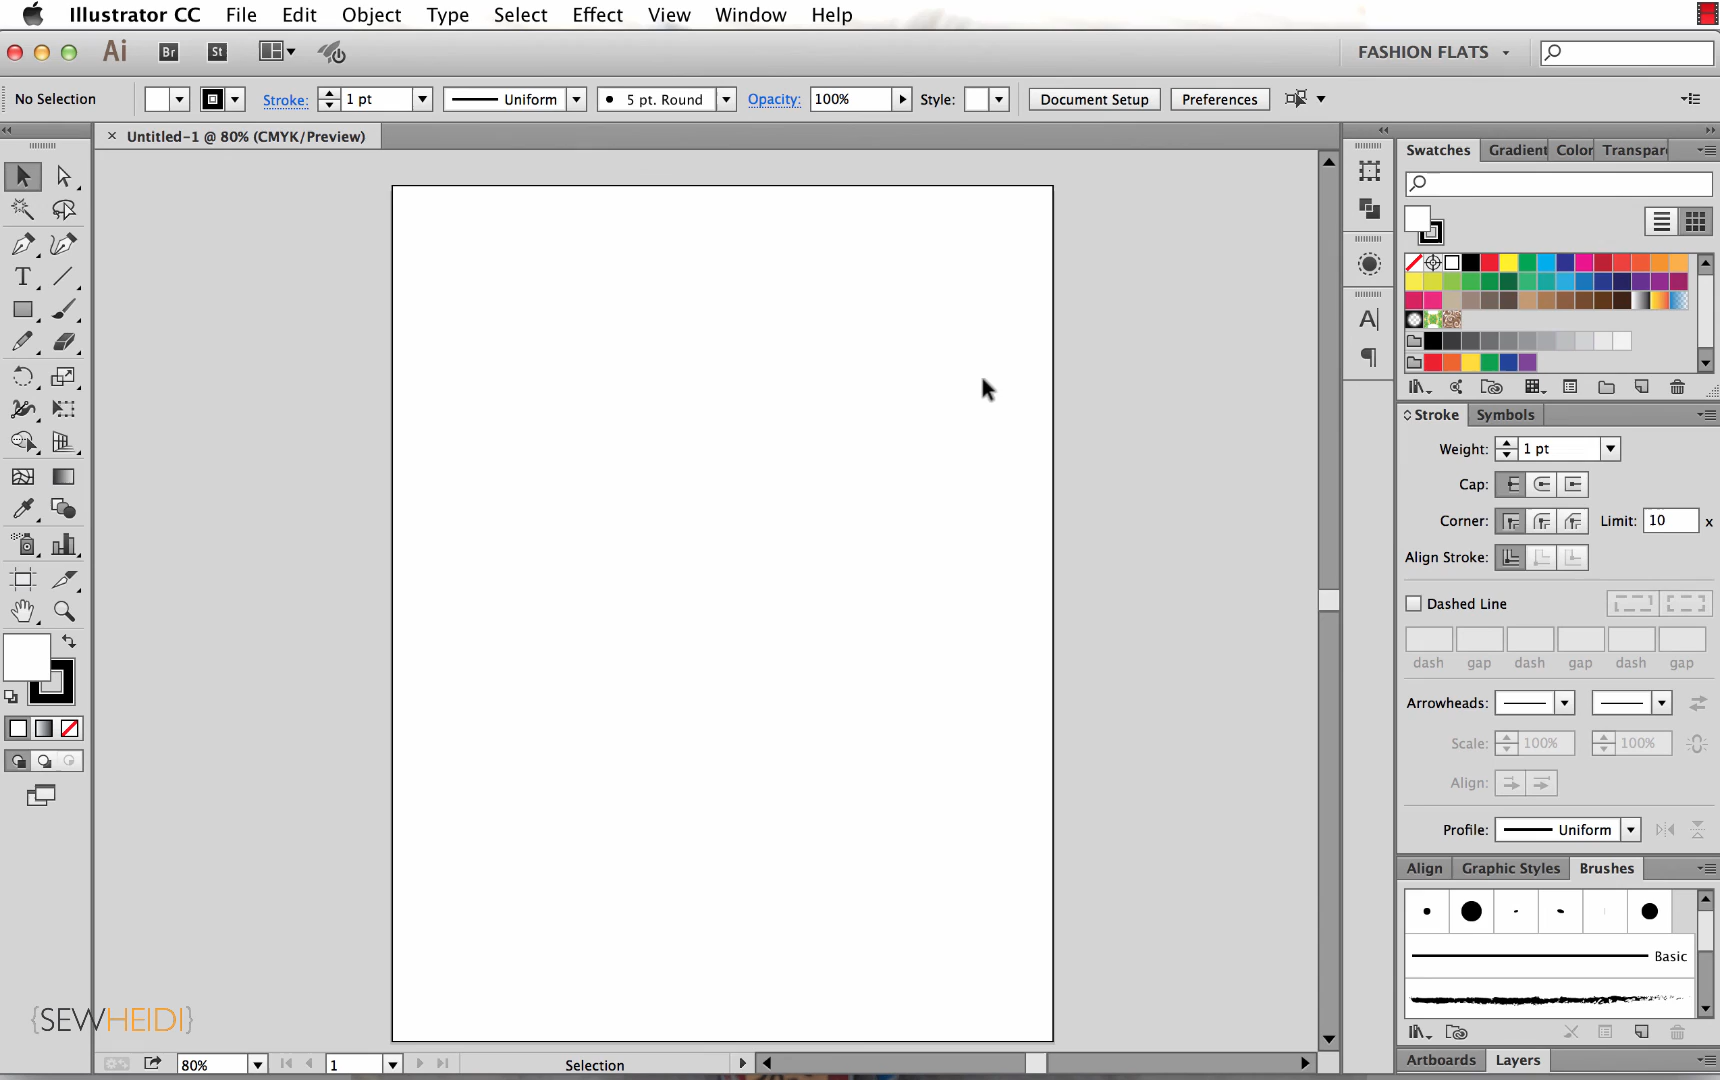 Illustrator CC File Edit Object Type Select Effect View Window Help
Ai Br St FASHION FLATS
No Selection Stroke: 1 pt Uniform 5 pt. Round Opacity: 100% Style: Document Setup Preferences
Untitled-1 @ 80% (CMYK/Preview)
Swatches Gradient Color Transpar
Stroke Symbols
Weight: 1 pt
Cap:
Corner: Limit: 10 x
Align Stroke:
Dashed Line
dash gap dash gap dash gap
Arrowheads:
Scale: 100% 100%
Align:
Profile: Uniform
Align Graphic Styles Brushes
Basic
{SEWHEIDI}
80% 1 Selection
Artboards Layers